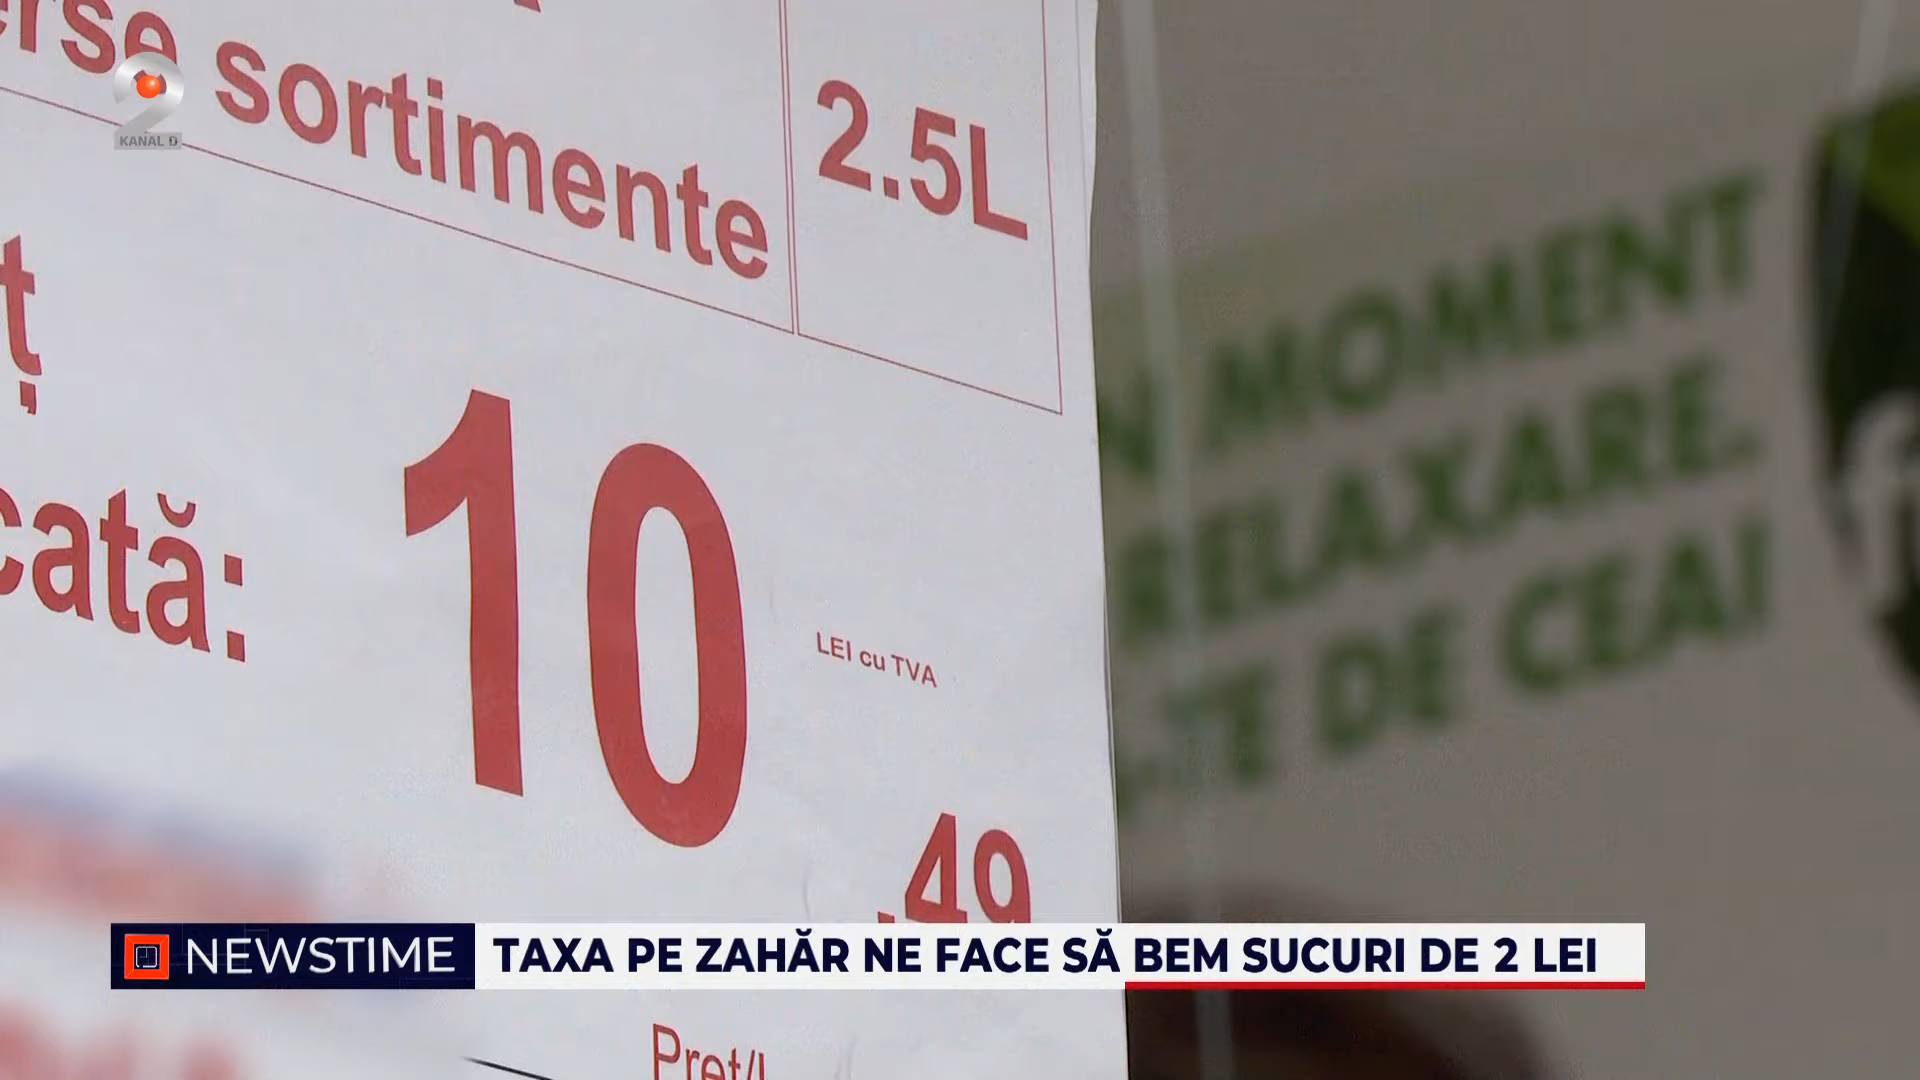 erse sortimente
2.5L
KANAL D
ț
cată:
10
.49
LEI cu TVA
Preț/L
N MOMENT
RELAXARE.
DE CEAI
NEWSTIME
TAXA PE ZAHĂR NE FACE SĂ BEM SUCURI DE 2 LEI